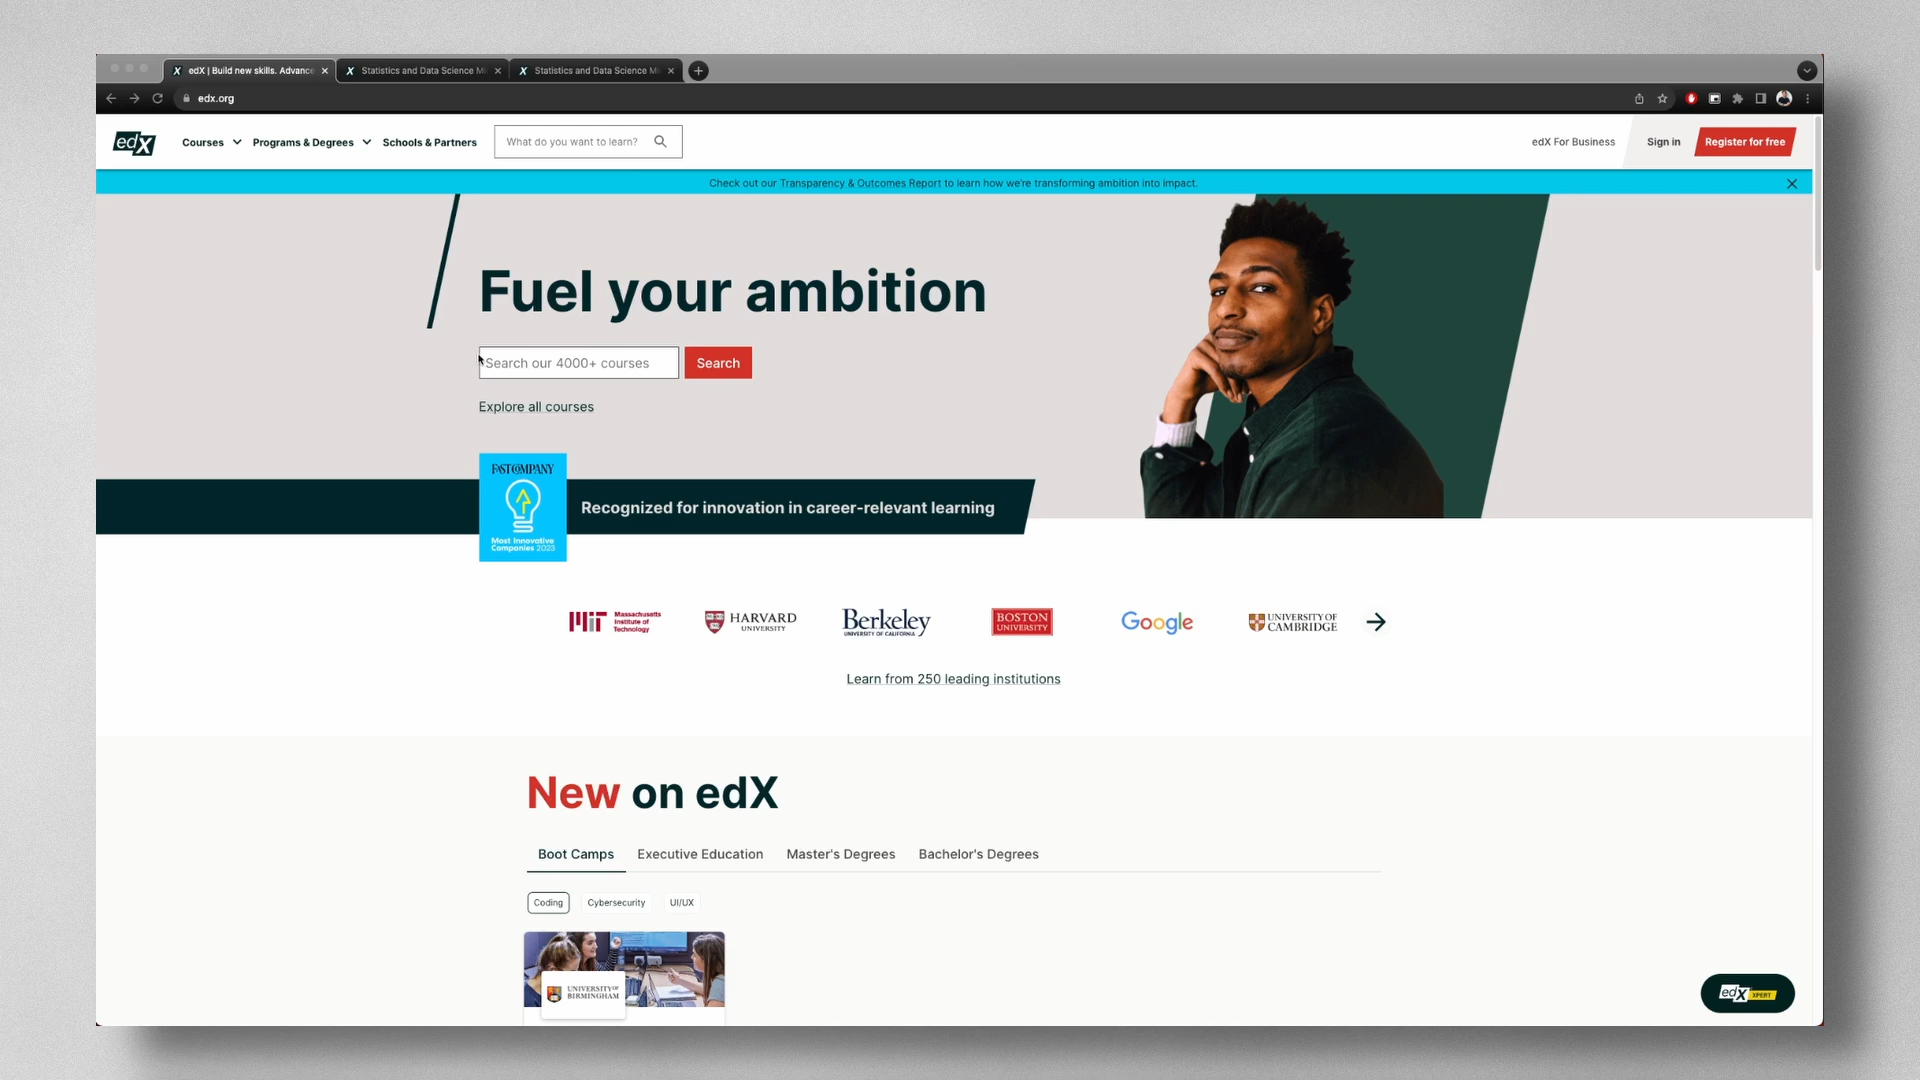 edX | Build new skills. Advance
Statistics and Data Science M
Statistics and Data Science M
edx.org
edX
Courses
Programs & Degrees
Schools & Partners
What do you want to learn?
edX For Business
Sign in
Register for free
Check out our Transparency & Outcomes Report to learn how we're transforming ambition into impact.
Fuel your ambition
Search our 4000+ courses
Search
Explore all courses
FAST COMPANY
Most Innovative
Companies 2023
Recognized for innovation in career-relevant learning
MIT
Massachusetts
Institute of
Technology
HARVARD
UNIVERSITY
Berkeley
UNIVERSITY OF CALIFORNIA
BOSTON
UNIVERSITY
Google
UNIVERSITY OF
CAMBRIDGE
Learn from 250 leading institutions
New on edX
Boot Camps
Executive Education
Master's Degrees
Bachelor's Degrees
Coding
Cybersecurity
UI/UX
UNIVERSITY OF
BIRMINGHAM
edX XPERT